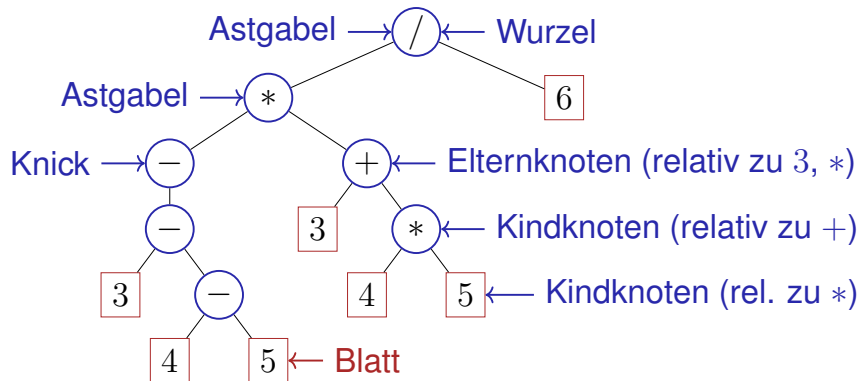 Astgabel / Wurzel
Astgabel * 6
Knick − + Elternknoten (relativ zu 3, *)
− 3 * Kindknoten (relativ zu +)
3 − 4 5 Kindknoten (rel. zu *)
4 5 Blatt